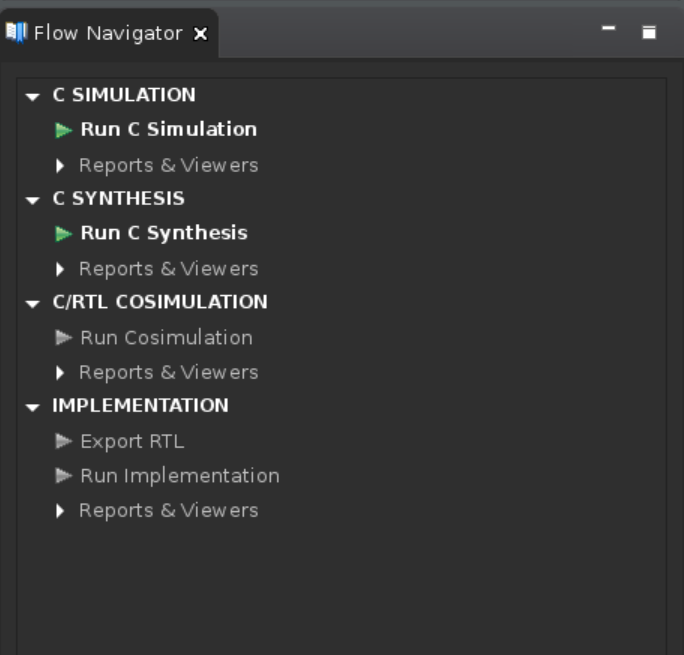 Flow Navigator
C SIMULATION
Run C Simulation
Reports & Viewers
C SYNTHESIS
Run C Synthesis
Reports & Viewers
C/RTL COSIMULATION
Run Cosimulation
Reports & Viewers
IMPLEMENTATION
Export RTL
Run Implementation
Reports & Viewers